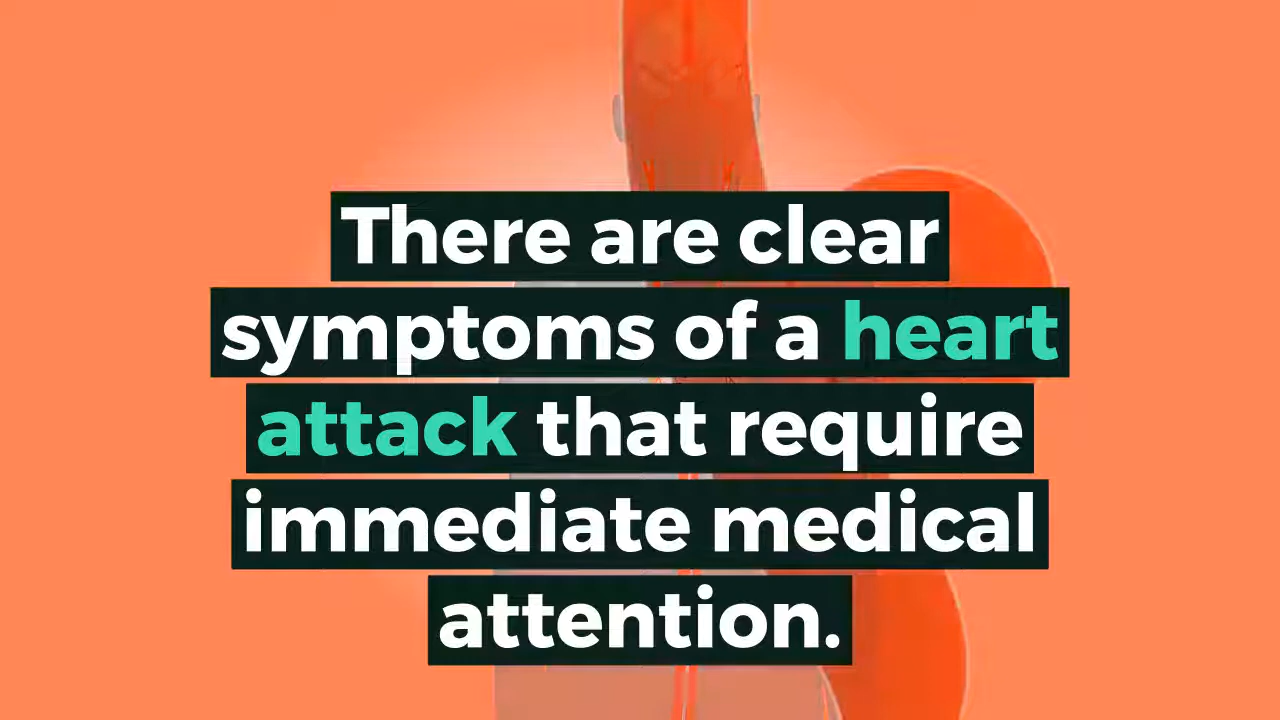 There are clear
symptoms of a heart
attack that require
immediate medical
attention.